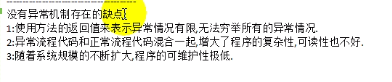 没有异常机制存在的缺点
1:使用方法的返回值来表示异常情况有限,无法穷举所有的异常情况.
2:异常流程代码和正常流程代码混合一起,增大了程序的复杂性,可读性也不好.
3:随着系统规模的不断扩大,程序的可维护性极低.